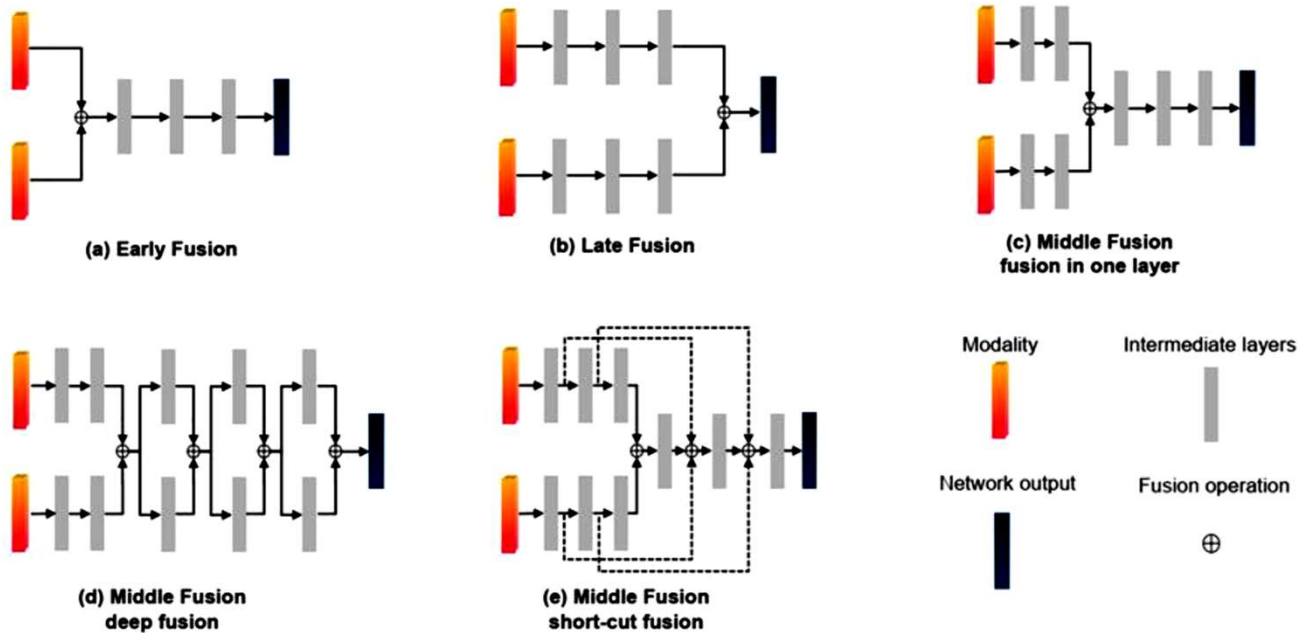 (a) Early Fusion
(b) Late Fusion
(c) Middle Fusion
fusion in one layer
(d) Middle Fusion
deep fusion
(e) Middle Fusion
short-cut fusion
Modality
Intermediate layers
Network output
Fusion operation